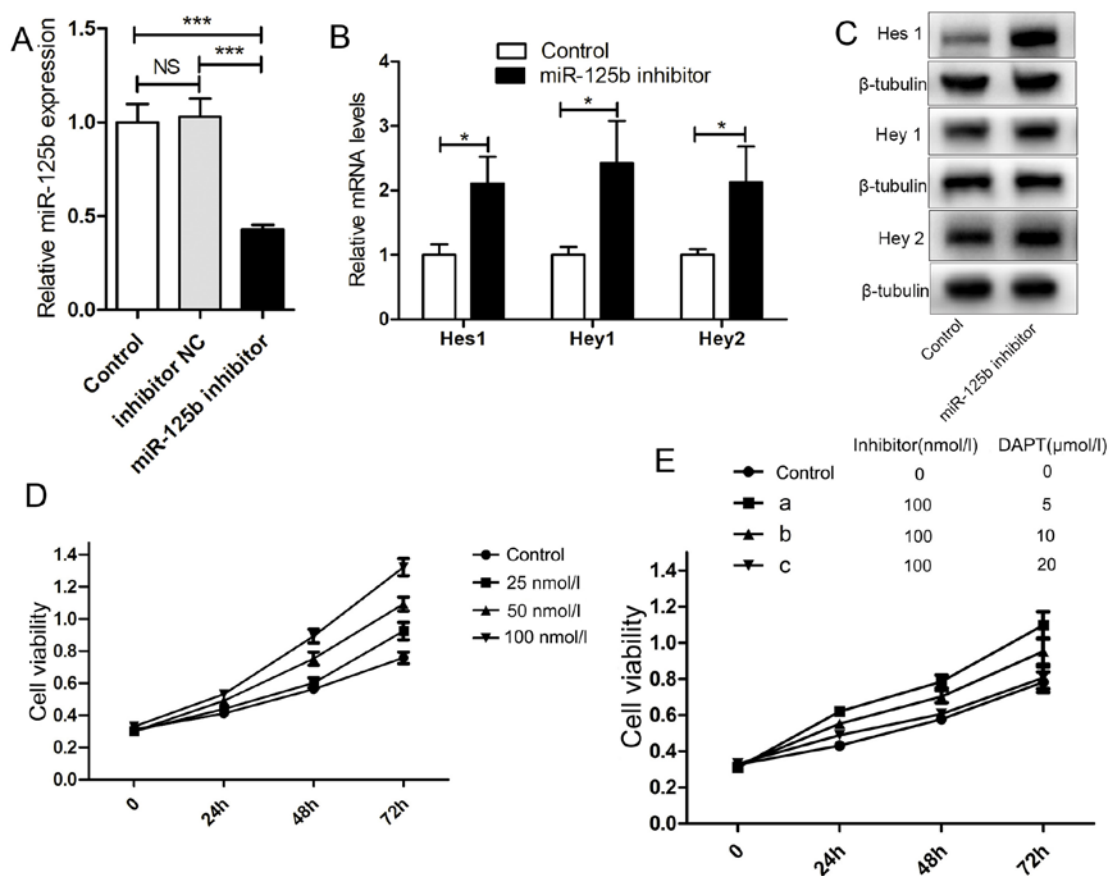 A
Relative miR-125b expression
1.5
1.0
0.5
0.0
***
***
NS
Control
inhibitor NC
miR-125b inhibitor
B
Control
miR-125b inhibitor
Relative mRNA levels
4
3
2
1
0
*
*
*
Hes1
Hey1
Hey2
C
Hes 1
β-tubulin
Hey 1
β-tubulin
Hey 2
β-tubulin
Control
miR-125b inhibitor
D
Cell viability
1.4
1.2
1.0
0.8
0.6
0.4
0.2
0.0
0
24h
48h
72h
Control
25 nmol/l
50 nmol/l
100 nmol/l
E
Inhibitor(nmol/l) DAPT(μmol/l)
Control 0 0
a 100 5
b 100 10
c 100 20
Cell viability
1.4
1.2
1.0
0.8
0.6
0.4
0.2
0.0
0
24h
48h
72h